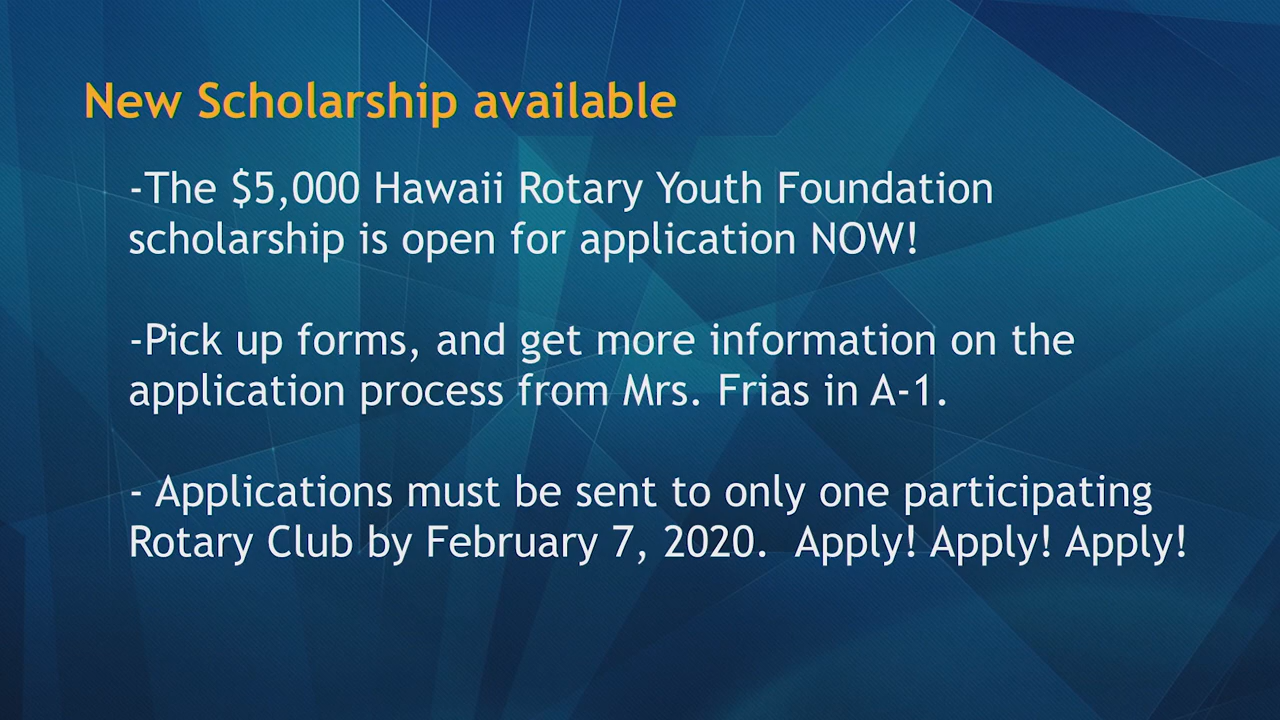 New Scholarship available
-The $5,000 Hawaii Rotary Youth Foundation
scholarship is open for application NOW!
-Pick up forms, and get more information on the
application process from Mrs. Frias in A-1.
- Applications must be sent to only one participating
Rotary Club by February 7, 2020.  Apply! Apply! Apply!